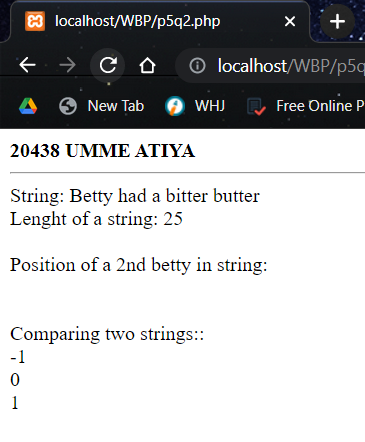 localhost/WBP/p5q2.php
localhost/WBP/p5q
New Tab WHJ Free Online P
20438 UMME ATIYA
String: Betty had a bitter butter
Lenght of a string: 25
Position of a 2nd betty in string:
Comparing two strings::
-1
0
1